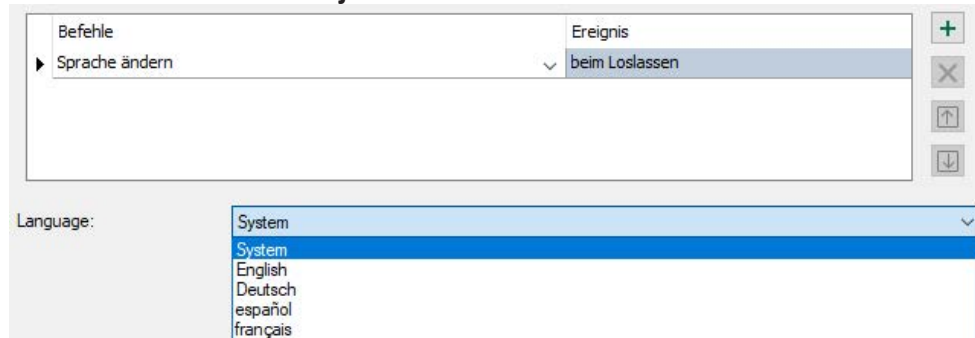 Befehle Ereignis
Sprache ändern beim Loslassen
Language: System
System
English
Deutsch
español
français